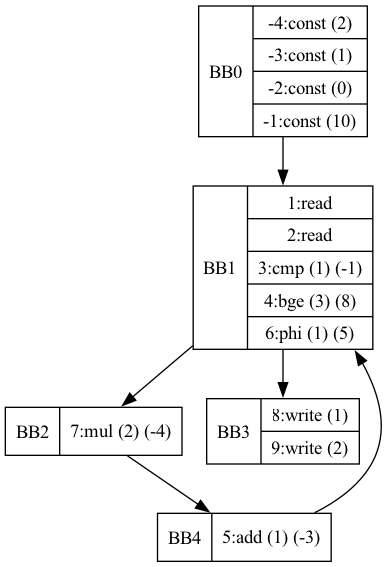 BB0
-4:const (2)
-3:const (1)
-2:const (0)
-1:const (10)
BB1
1:read
2:read
3:cmp (1) (-1)
4:bge (3) (8)
6:phi (1) (5)
BB2
7:mul (2) (-4)
BB3
8:write (1)
9:write (2)
BB4
5:add (1) (-3)